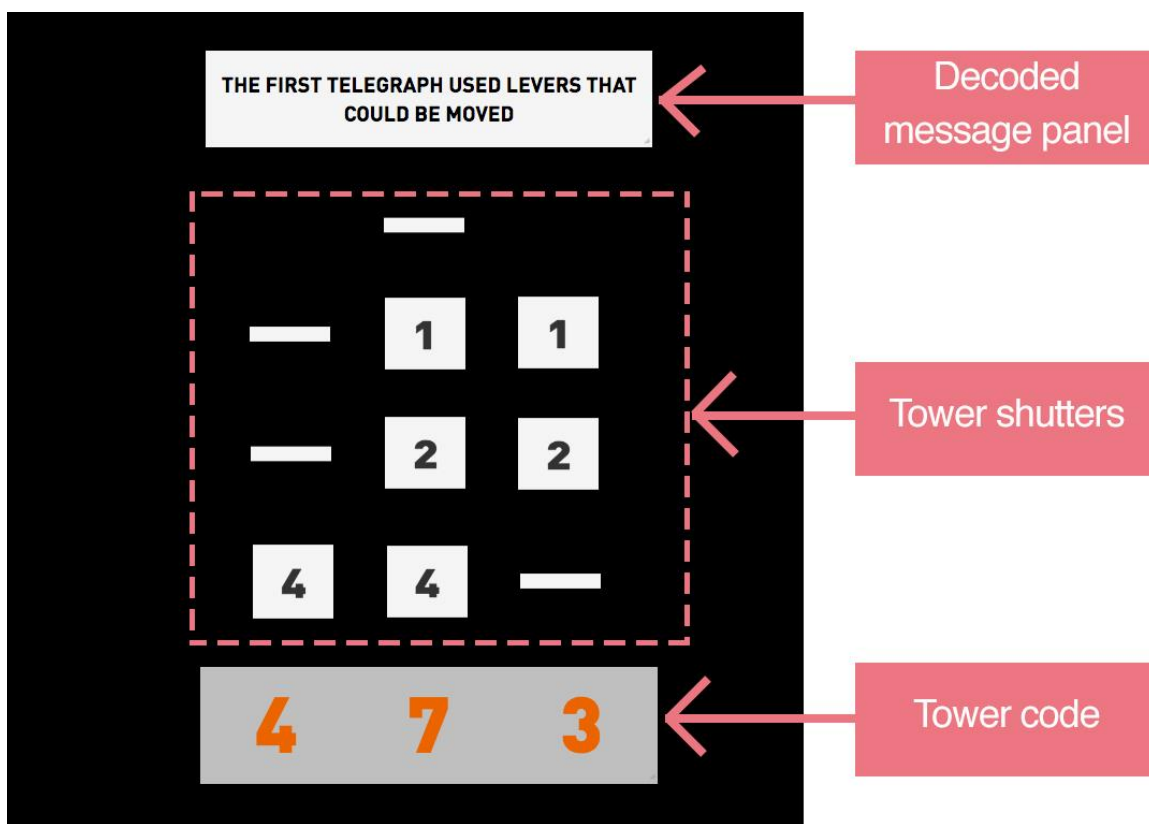 THE FIRST TELEGRAPH USED LEVERS THAT
COULD BE MOVED
Decoded
message panel
1 1
2 2
Tower shutters
4 4
4 7 3
Tower code